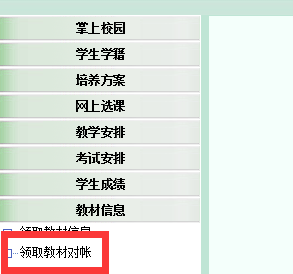 掌上校园
学生学籍
培养方案
网上选课
教学安排
考试安排
学生成绩
教材信息
领取教材信息
领取教材对帐